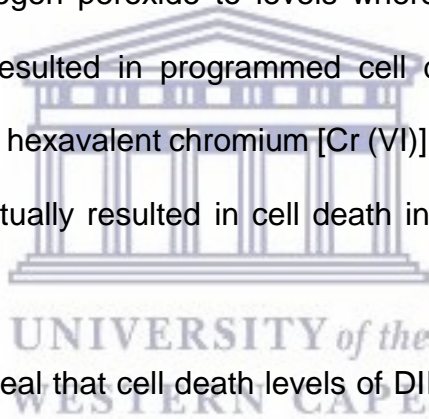 ogen peroxide to levels where
esulted in programmed cell
hexavalent chromium [Cr (VI)]
tually resulted in cell death in
UNIVERSITY of the
eal that cell death levels of DI
WESTERN CAPE